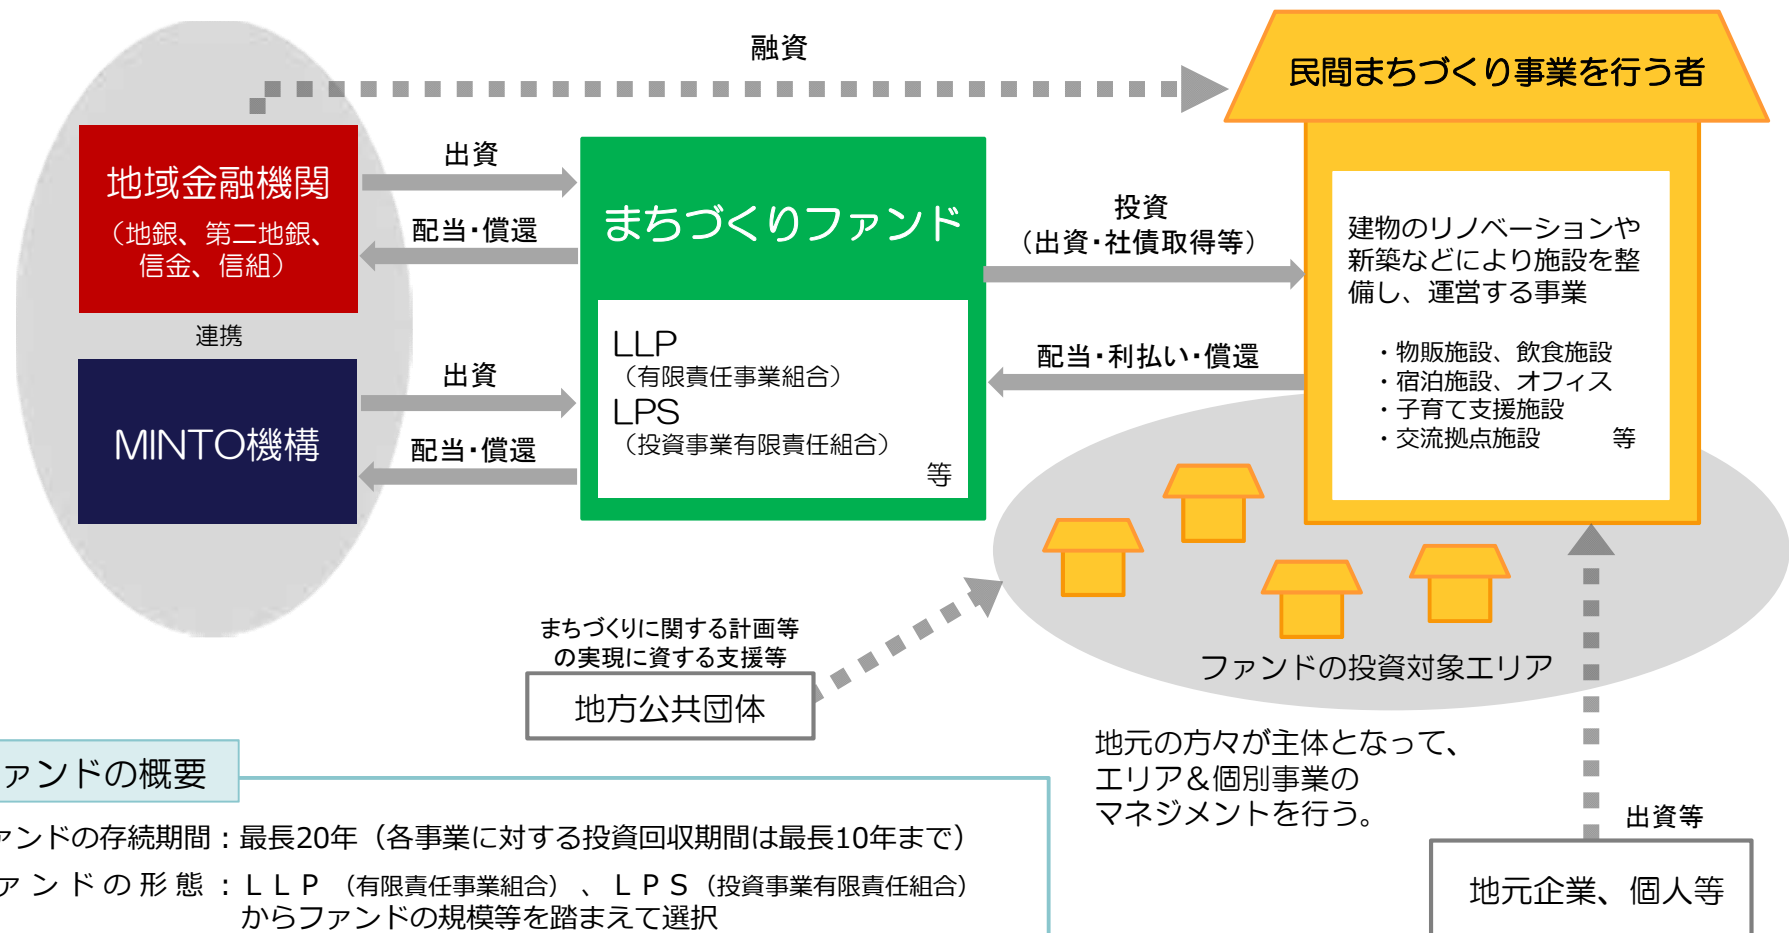 融資
民間まちづくり事業を行う者
地域金融機関
（地銀、第二地銀、
信金、信組）
連携
MINTO機構
出資
配当・償還
出資
配当・償還
まちづくりファンド
LLP
（有限責任事業組合）
LPS
（投資事業有限責任組合）
等
投資
（出資・社債取得等）
配当・利払い・償還
建物のリノベーションや
新築などにより施設を整
備し、運営する事業
・物販施設、飲食施設
・宿泊施設、オフィス
・子育て支援施設
・交流拠点施設　　　等
ファンドの投資対象エリア
まちづくりに関する計画等
の実現に資する支援等
地方公共団体
地元の方々が主体となって、
エリア＆個別事業の
マネジメントを行う。
出資等
地元企業、個人等
ァンドの概要
ァンドの存続期間：最長20年（各事業に対する投資回収期間は最長10年まで）
ァンドの形態：ＬＬＰ（有限責任事業組合）、ＬＰＳ（投資事業有限責任組合）
からファンドの規模等を踏まえて選択